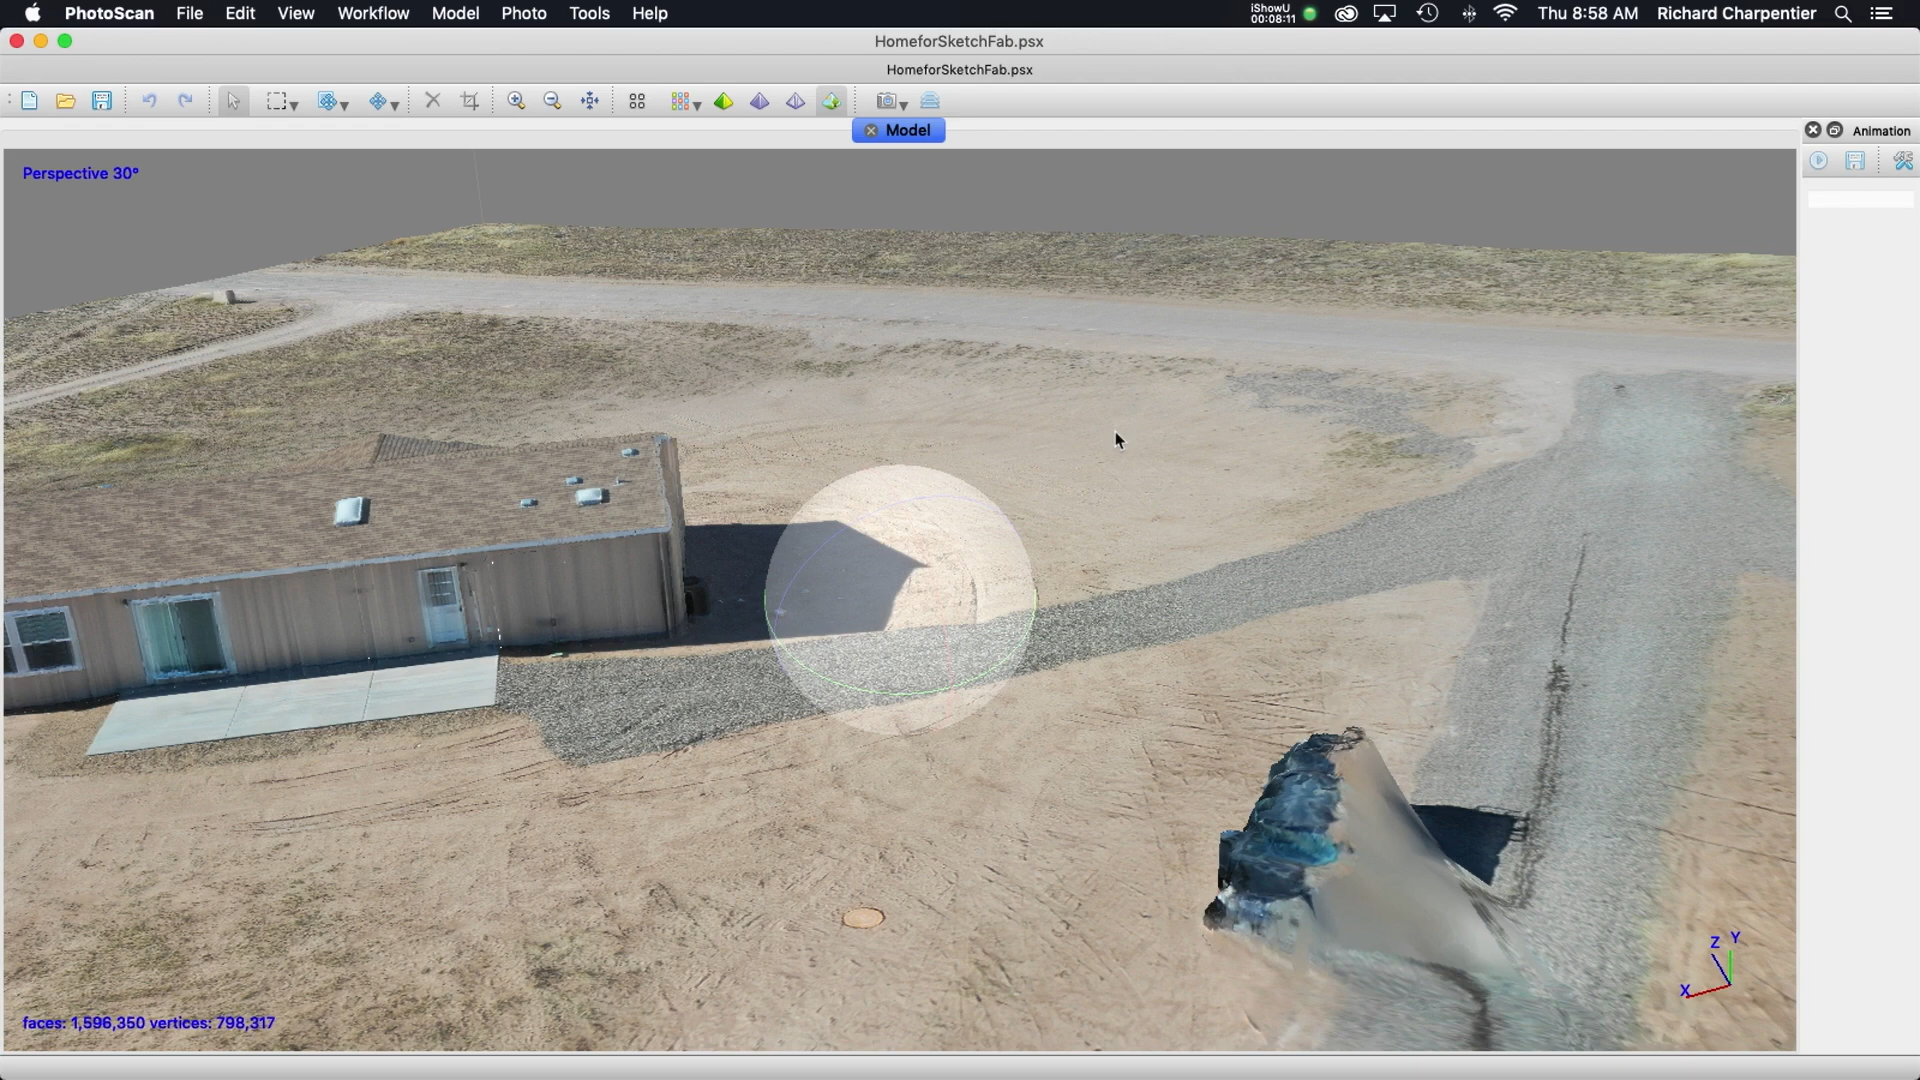 PhotoScan File Edit View Workflow Model Photo Tools Help iShowU 00:08:11 Thu 8:58 AM Richard Charpentier
HomeforSketchFab.psx
HomeforSketchFab.psx
Model
Animation
Perspective 30°
Z Y
X
faces: 1,596,350 vertices: 798,317